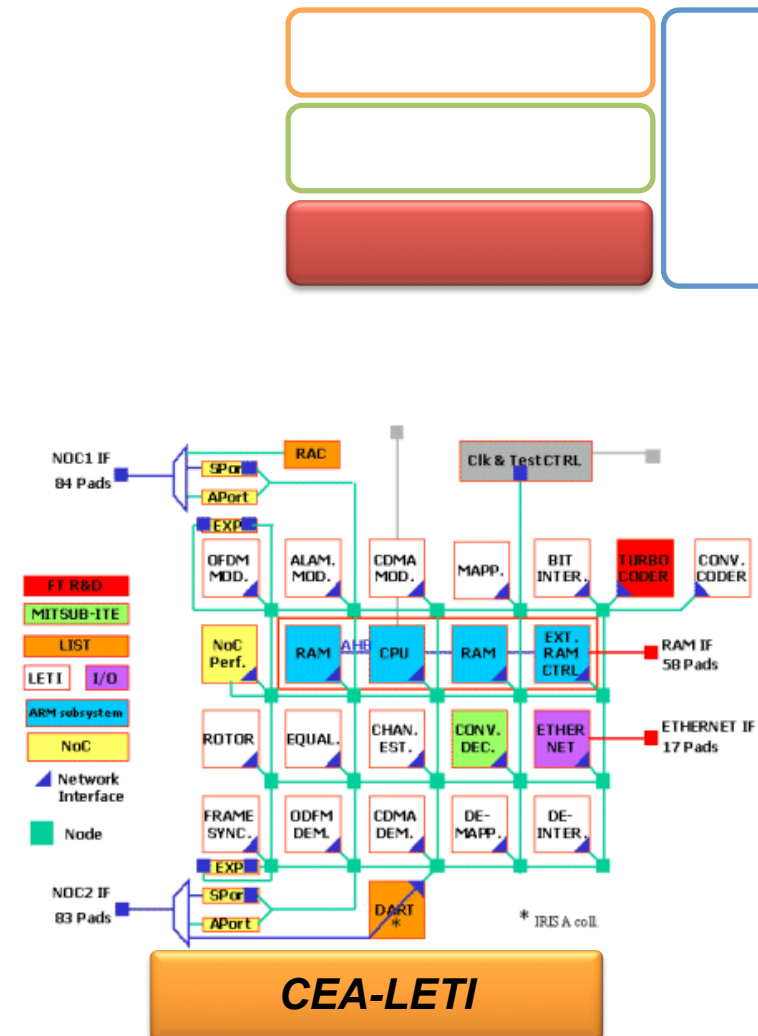 NOC1 IF
84 Pads
SPor
APort
EXP
RAC
Clk & Test CTRL
OFDM
MOD.
ALAM.
MOD.
CDMA
MOD.
MAPP.
BIT
INTER.
TURBO
CODER
CONV.
CODER
FT R&D
MITSUB-ITE
LIST
LETI
I/O
ARM subsystem
NoC
Network
Interface
Node
NoC
Perf.
RAM
AHB
CPU
RAM
EXT.
RAM
CTRL
RAM IF
58 Pads
ROTOR
EQUAL.
CHAN.
EST.
CONV.
DEC.
ETHER
NET
ETHERNET IF
17 Pads
FRAME
SYNC.
ODFM
DEM.
CDMA
DEM.
DE-
MAPP.
DE-
INTER.
EXP
NOC2 IF
83 Pads
SPor
APort
DART
*
* IRISA coll.
CEA-LETI